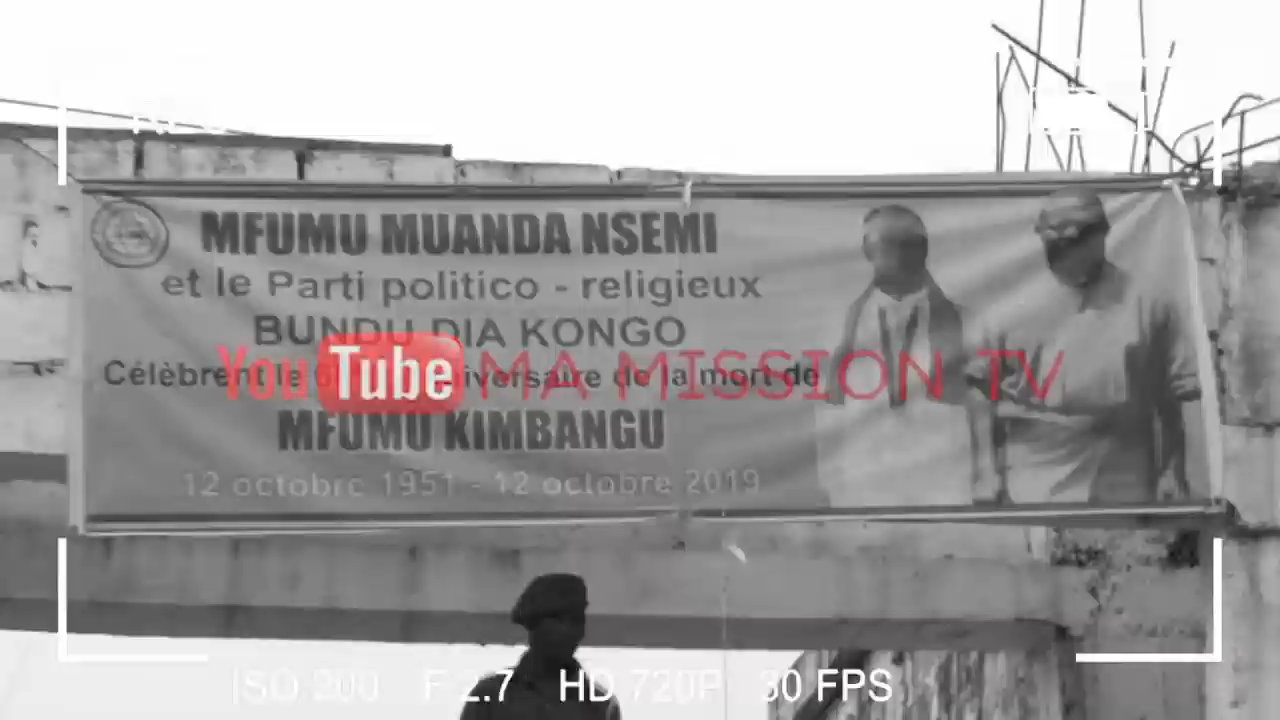 MFUMU MUANDA NSEMI
et le Parti politico - religieux
BUNDU DIA KONGO
Célèbrent le anniversaire de la mort de
YouTube MA MISSION TV
MFUMU KIMBANGU
12 octobre 1951 - 12 octobre 2019
ISO 200 F 2.7 HD 720P 30 FPS